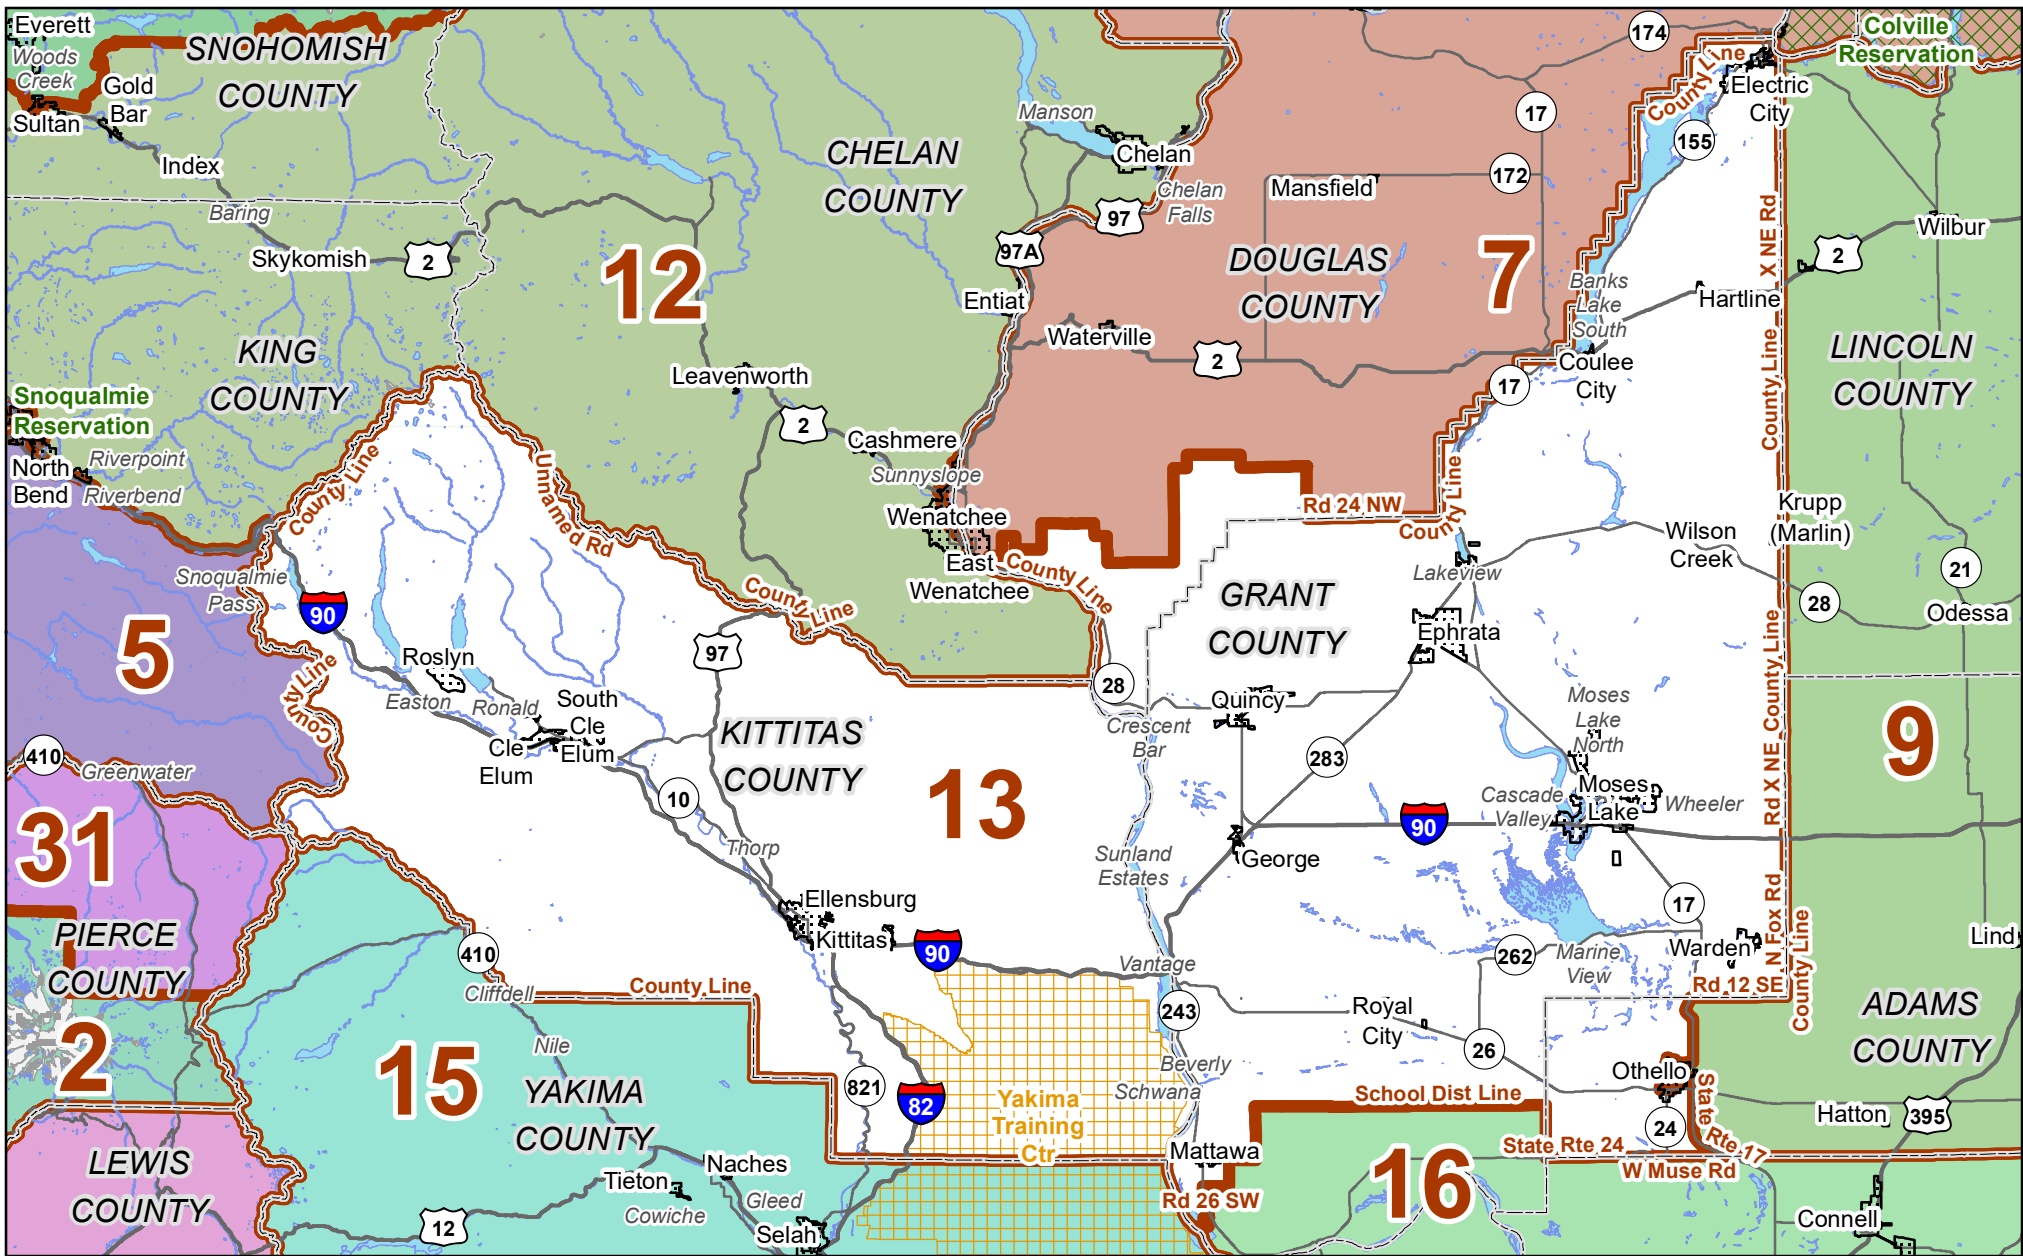 Everett
Woods
Creek
SNOHOMISH
COUNTY
Gold
Bar
Sultan
Index
Baring
Skykomish
2
KING
COUNTY
Snoqualmie
Reservation
North
Bend
Riverpoint
Riverbend
12
CHELAN
COUNTY
Manson
Chelan
Chelan
Falls
97
97A
Entiat
Leavenworth
2
Cashmere
Sunnyslope
Wenatchee
East
Wenatchee
174
17
172
Mansfield
DOUGLAS
COUNTY
7
Waterville
2
Colville
Reservation
County Line
Electric
City
155
X NE Rd
Wilbur
2
Banks
Lake
South
Hartline
Coulee
City
17
County Line
LINCOLN
COUNTY
County Line
Unnamed Rd
Rd 24 NW
County Line
County Line
Krupp
(Marlin)
Wilson
Creek
Lakeview
21
28
Odessa
Snoqualmie
Pass
90
County Line
County
Line
County Line
GRANT
COUNTY
Ephrata
Rd X NE County Line
5
Roslyn
Easton
Ronald
South
Cle
Elum
Cle
Elum
97
28
Quincy
Crescent
Bar
Moses
Lake
North
9
410
Greenwater
KITTITAS
COUNTY
13
283
Moses
Lake
Cascade
Valley
Wheeler
10
31
Thorp
Sunland
Estates
George
90
Ellensburg
Kittitas
90
17
N Fox Rd
County Line
Lind
PIERCE
COUNTY
410
Cliffdell
County Line
Vantage
262
Marine
View
Warden
Rd 12 SE
243
Royal
City
26
ADAMS
COUNTY
2
15
Nile
YAKIMA
COUNTY
821
82
Yakima
Training
Ctr
Beverly
Schwana
School Dist Line
Othello
State
Rte 17
24
Hatton
395
LEWIS
COUNTY
Mattawa
State Rte 24
W Muse Rd
Naches
Tieton
Gleed
Cowiche
12
Selah
Rd 26 SW
16
Connell